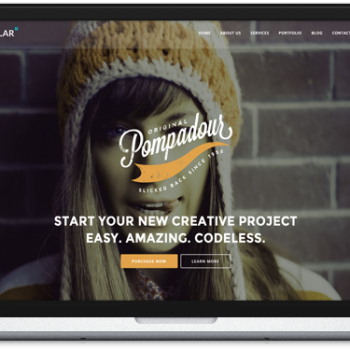 LAR
HOME ABOUT US SERVICES PORTFOLIO BLOG CONTACT
ORIGINAL
Pompadour
SLICKED BACK SINCE 1956
START YOUR NEW CREATIVE PROJECT
EASY. AMAZING. CODELESS.
PURCHASE NOW LEARN MORE